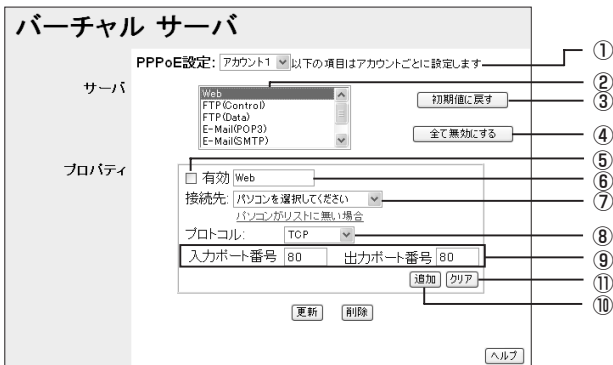 バーチャル サーバ
PPPoE設定: アカウント1 以下の項目はアカウントごとに設定します ①
サーバ
Web ②
FTP(Control)
FTP(Data)
E-Mail(POP3)
E-Mail(SMTP)
初期値に戻す ③
全て無効にする ④
プロパティ
⑤
有効 Web ⑥
接続先: パソコンを選択してください ⑦
パソコンがリストに無い場合
プロトコル: TCP ⑧
入力ポート番号 80 出力ポート番号 80 ⑨
追加 クリア ⑪
⑩
更新 削除
ヘルプ